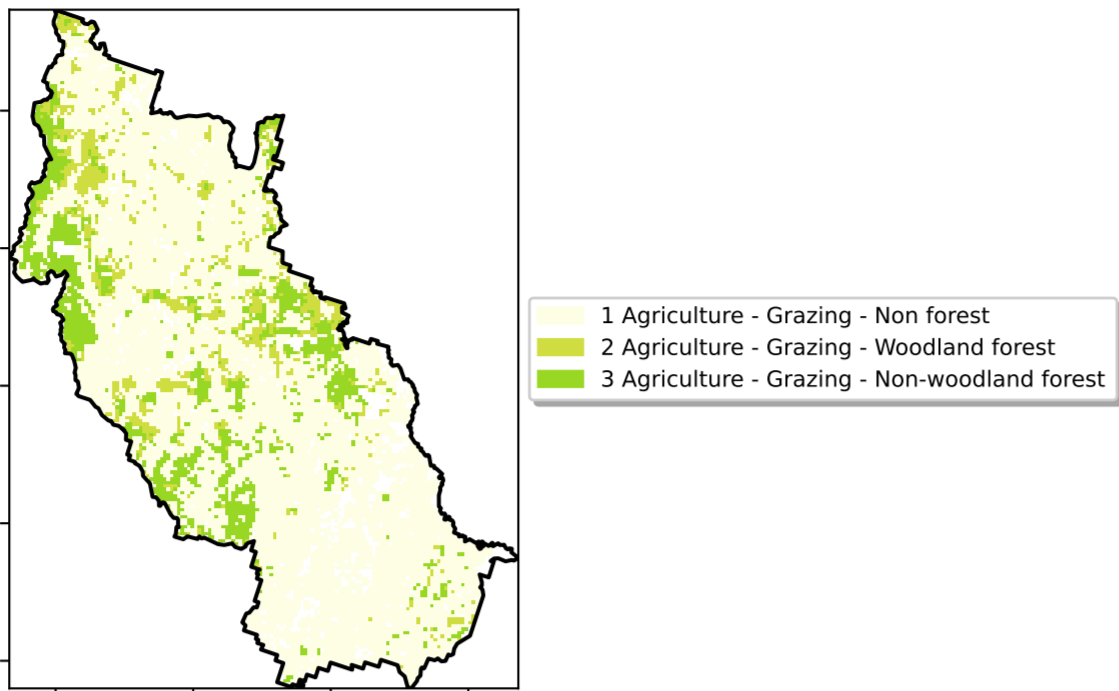 1 Agriculture - Grazing - Non forest
2 Agriculture - Grazing - Woodland forest
3 Agriculture - Grazing - Non-woodland forest